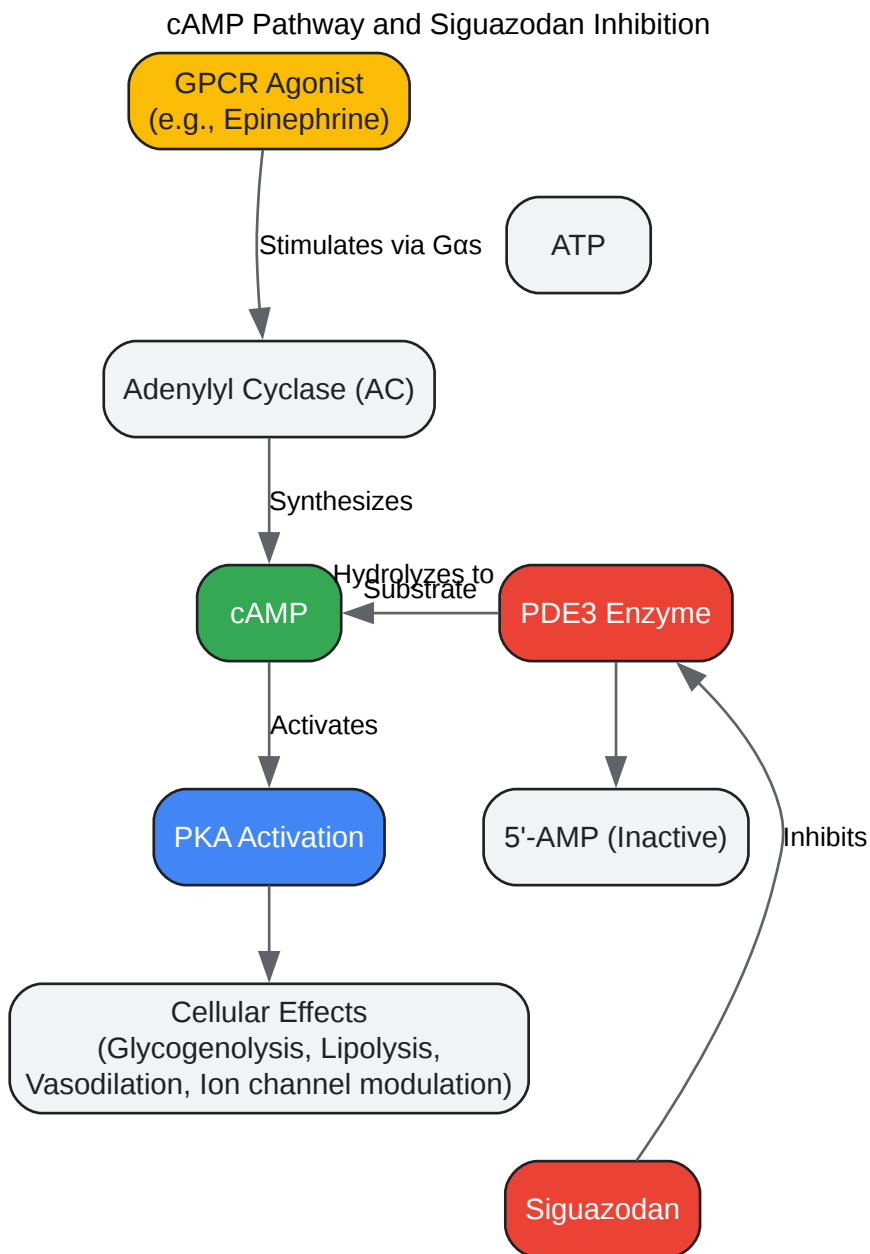 cAMP Pathway and Siguazodan Inhibition
GPCR Agonist
(e.g., Epinephrine)
Stimulates via Gαs
ATP
Adenylyl Cyclase (AC)
Synthesizes
Hydrolyzes to
Substrate
cAMP
PDE3 Enzyme
Activates
PKA Activation
5'-AMP (Inactive)
Inhibits
Cellular Effects
(Glycogenolysis, Lipolysis,
Vasodilation, Ion channel modulation)
Siguazodan